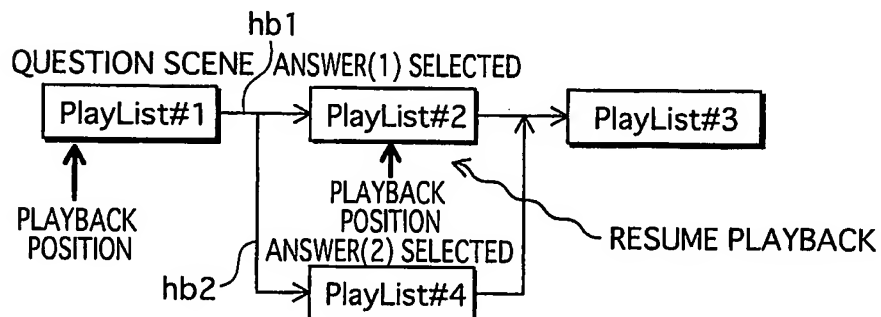 hb1
QUESTION SCENE ANSWER(1) SELECTED
PlayList#1
PlayList#2
PlayList#3
PLAYBACK
POSITION
PLAYBACK
POSITION
RESUME PLAYBACK
ANSWER(2) SELECTED
hb2
PlayList#4